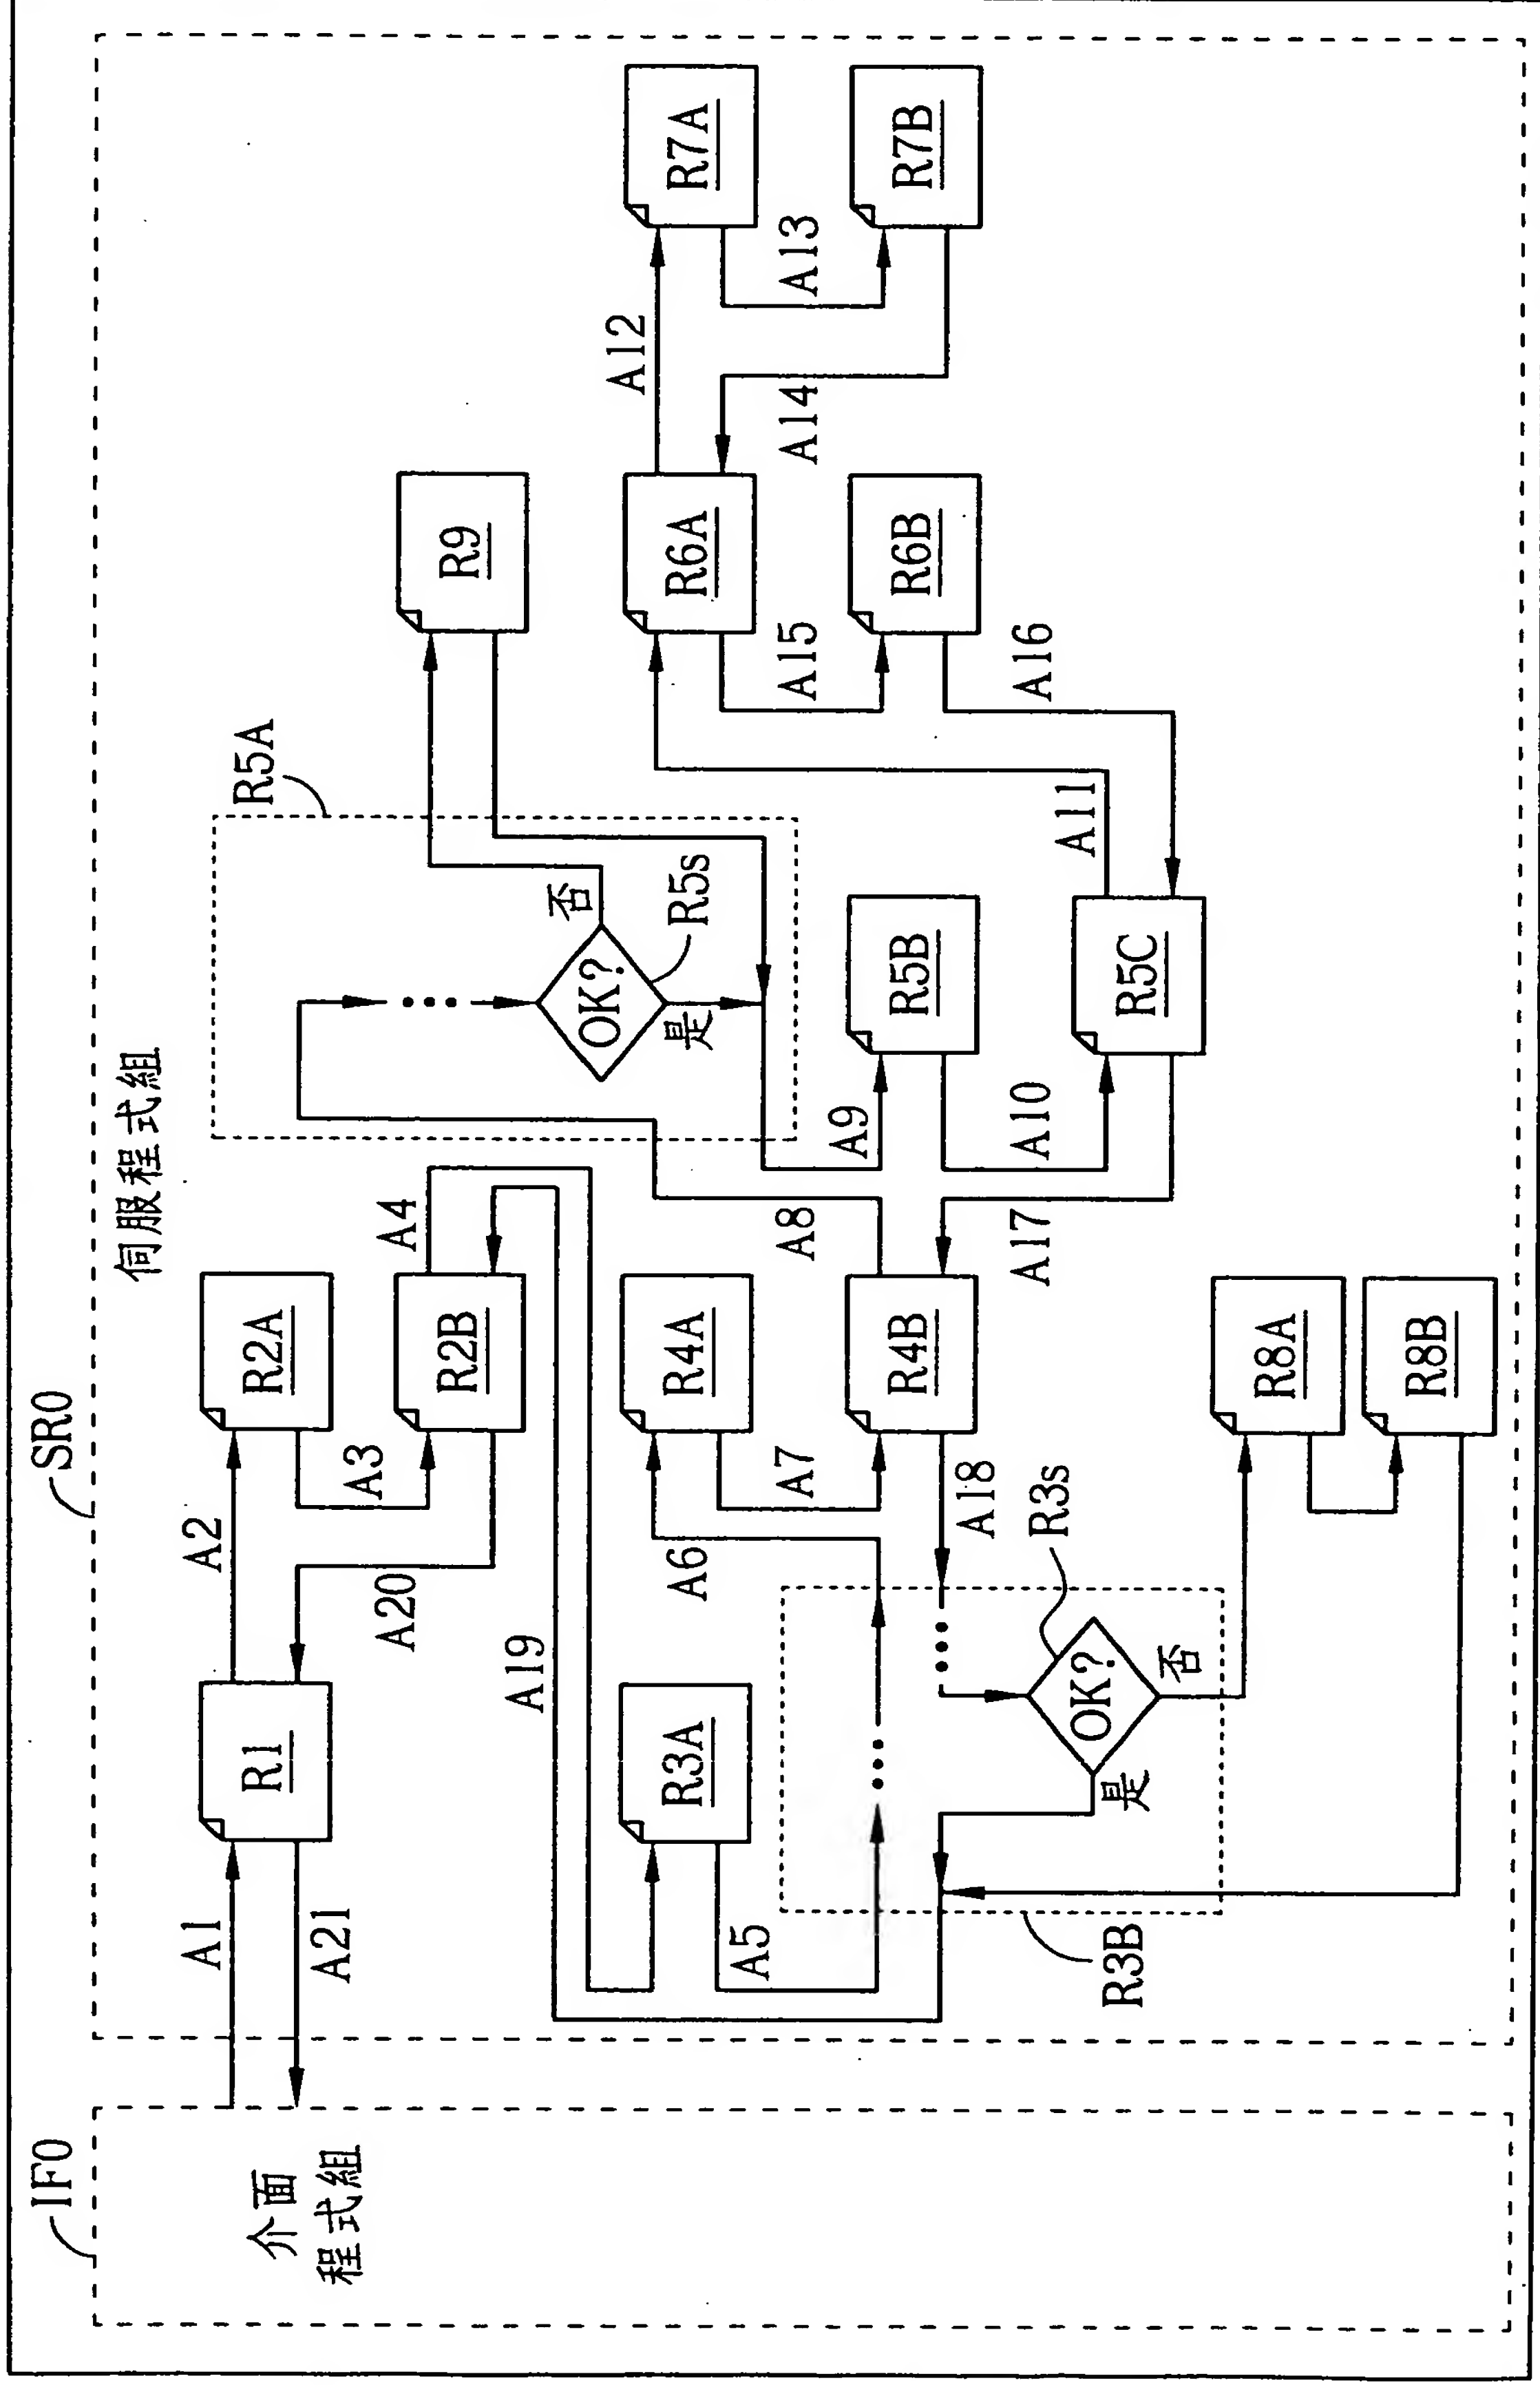 IF0
介面
程式組
SR0
伺服程式組
A1
A21
R1
A2
A20
R2A
A3
R2B
A4
A19
R3A
A5
R3B
A6
R4A
A7
R4B
A8
A18
R3s
OK?
是
否
R8A
R8B
A17
R5A
OK?
否
是
R5s
R9
A9
R5B
A10
R5C
A11
A16
R6A
A15
R6B
A12
A14
R7A
A13
R7B